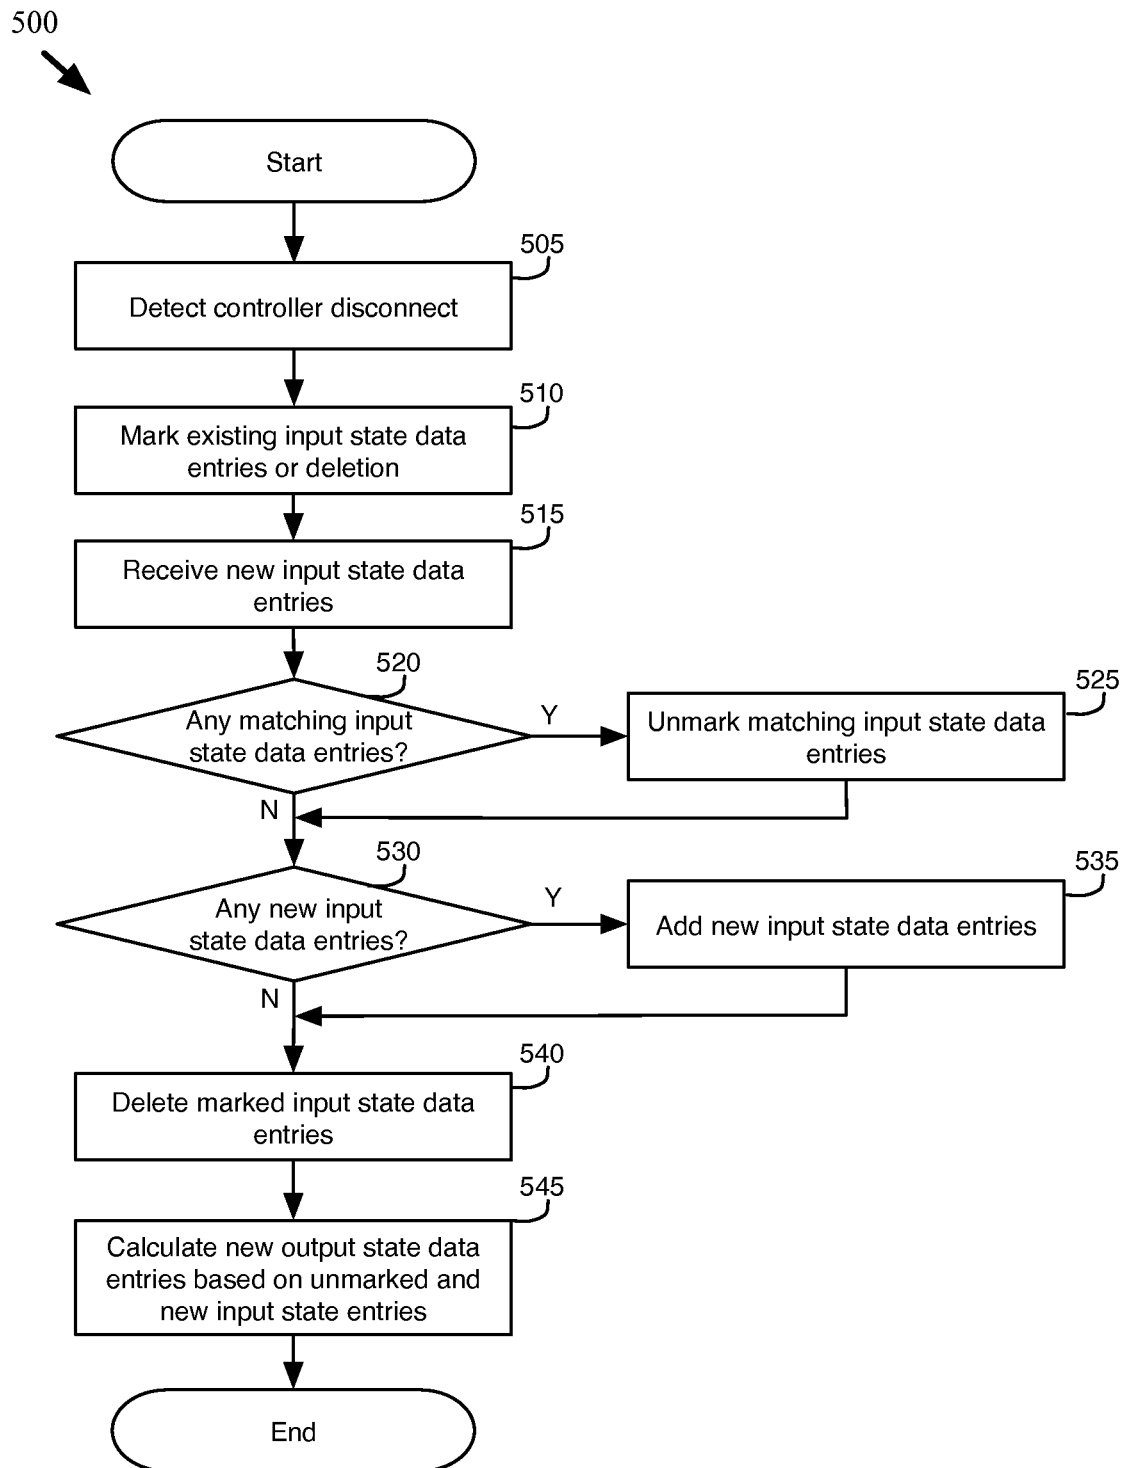 500
Start
505
Detect controller disconnect
510
Mark existing input state data
entries or deletion
515
Receive new input state data
entries
520
Any matching input
state data entries?
Y
525
Unmark matching input state data
entries
N
530
Any new input
state data entries?
Y
535
Add new input state data entries
N
540
Delete marked input state data
entries
545
Calculate new output state data
entries based on unmarked and
new input state entries
End